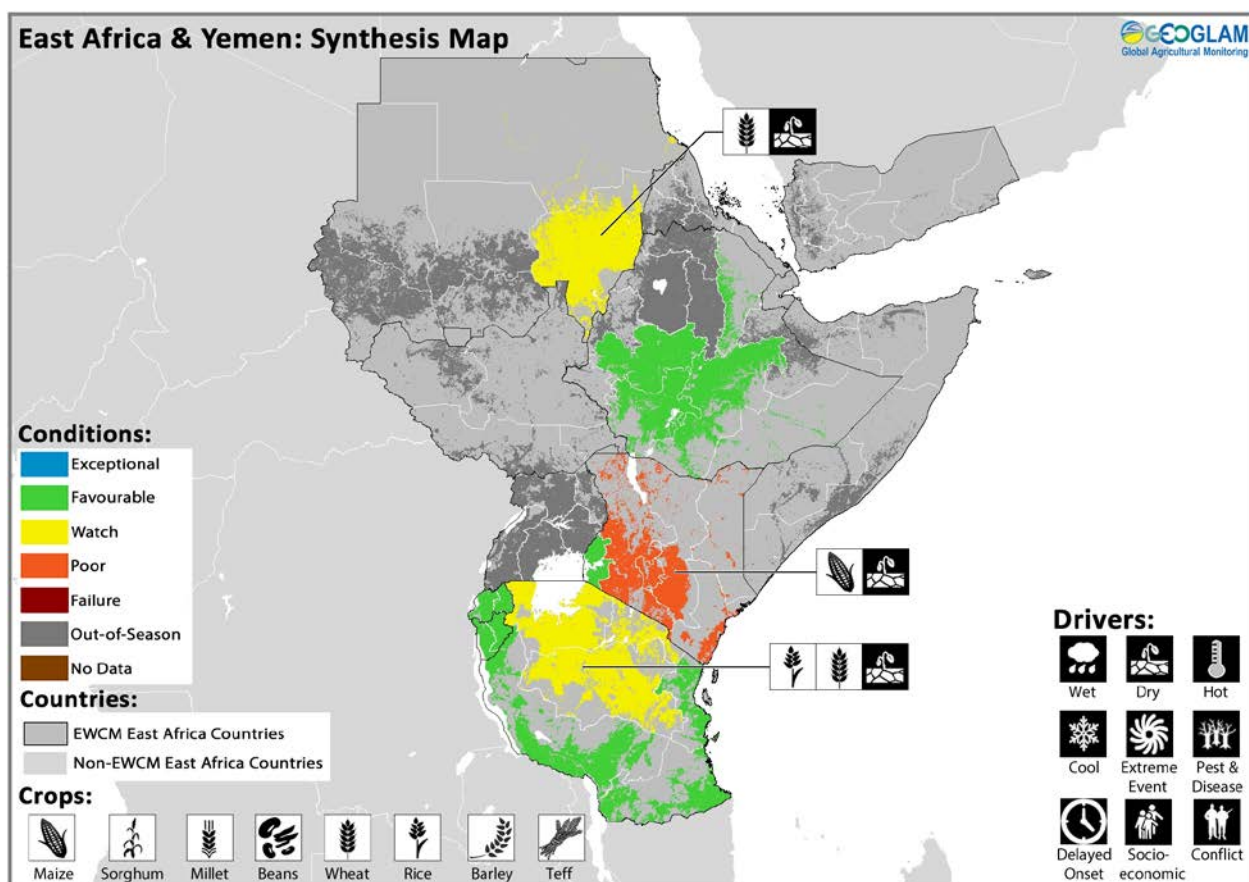 East Africa & Yemen: Synthesis Map
GEOGLAM
Global Agricultural Monitoring
Conditions:
Exceptional
Favourable
Watch
Poor
Failure
Out-of-Season
No Data
Countries:
EWCM East Africa Countries
Non-EWCM East Africa Countries
Crops:
Maize
Sorghum
Millet
Beans
Wheat
Rice
Barley
Teff
Drivers:
Wet
Dry
Hot
Cool
Extreme
Event
Pest &
Disease
Delayed
Onset
Socio-
economic
Conflict